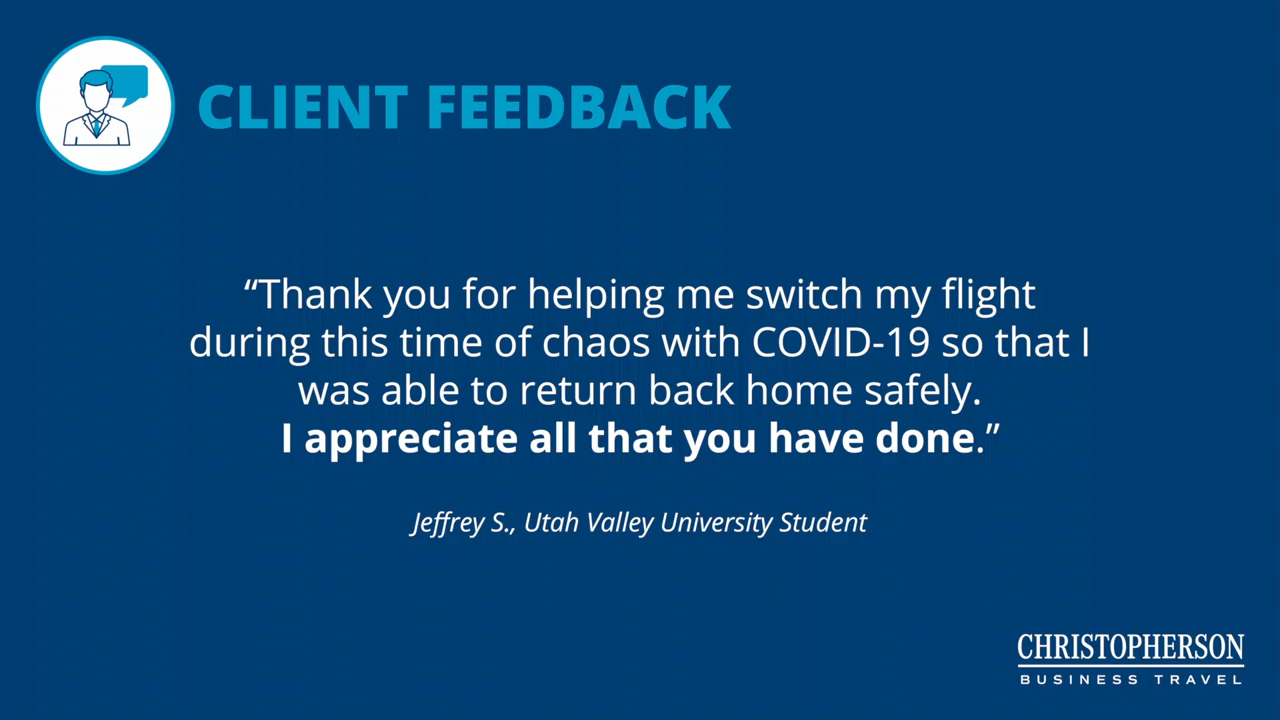 CLIENT FEEDBACK
“Thank you for helping me switch my flight
during this time of chaos with COVID-19 so that I
was able to return back home safely.
I appreciate all that you have done.”
Jeffrey S., Utah Valley University Student
CHRISTOPHERSON
BUSINESS TRAVEL